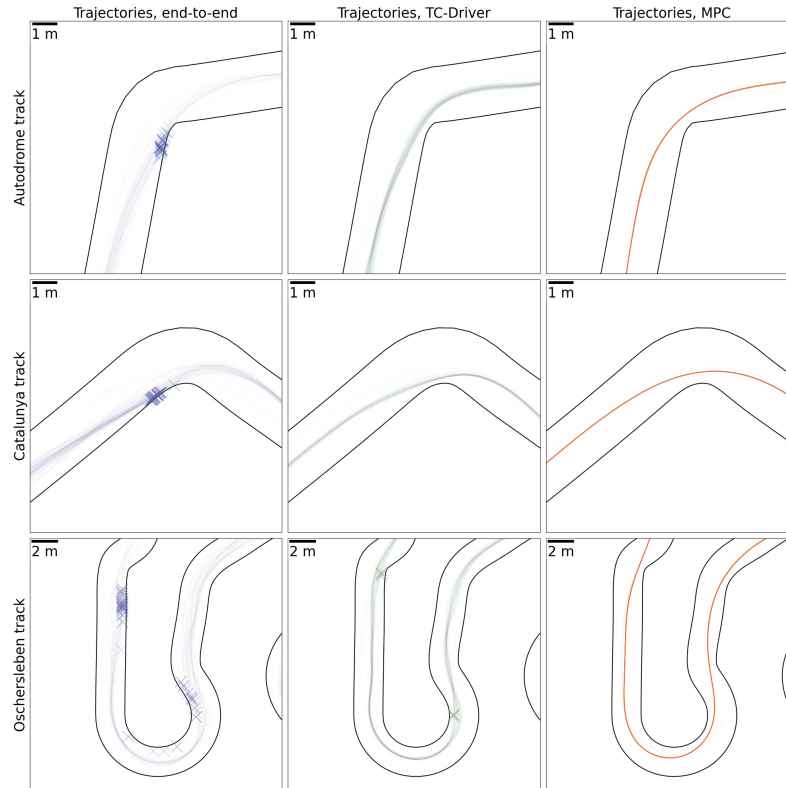 Trajectories, end-to-end
Trajectories, TC-Driver
Trajectories, MPC
Autodrome track
1 m
1 m
1 m
Catalunya track
1 m
1 m
1 m
Oschersleben track
2 m
2 m
2 m